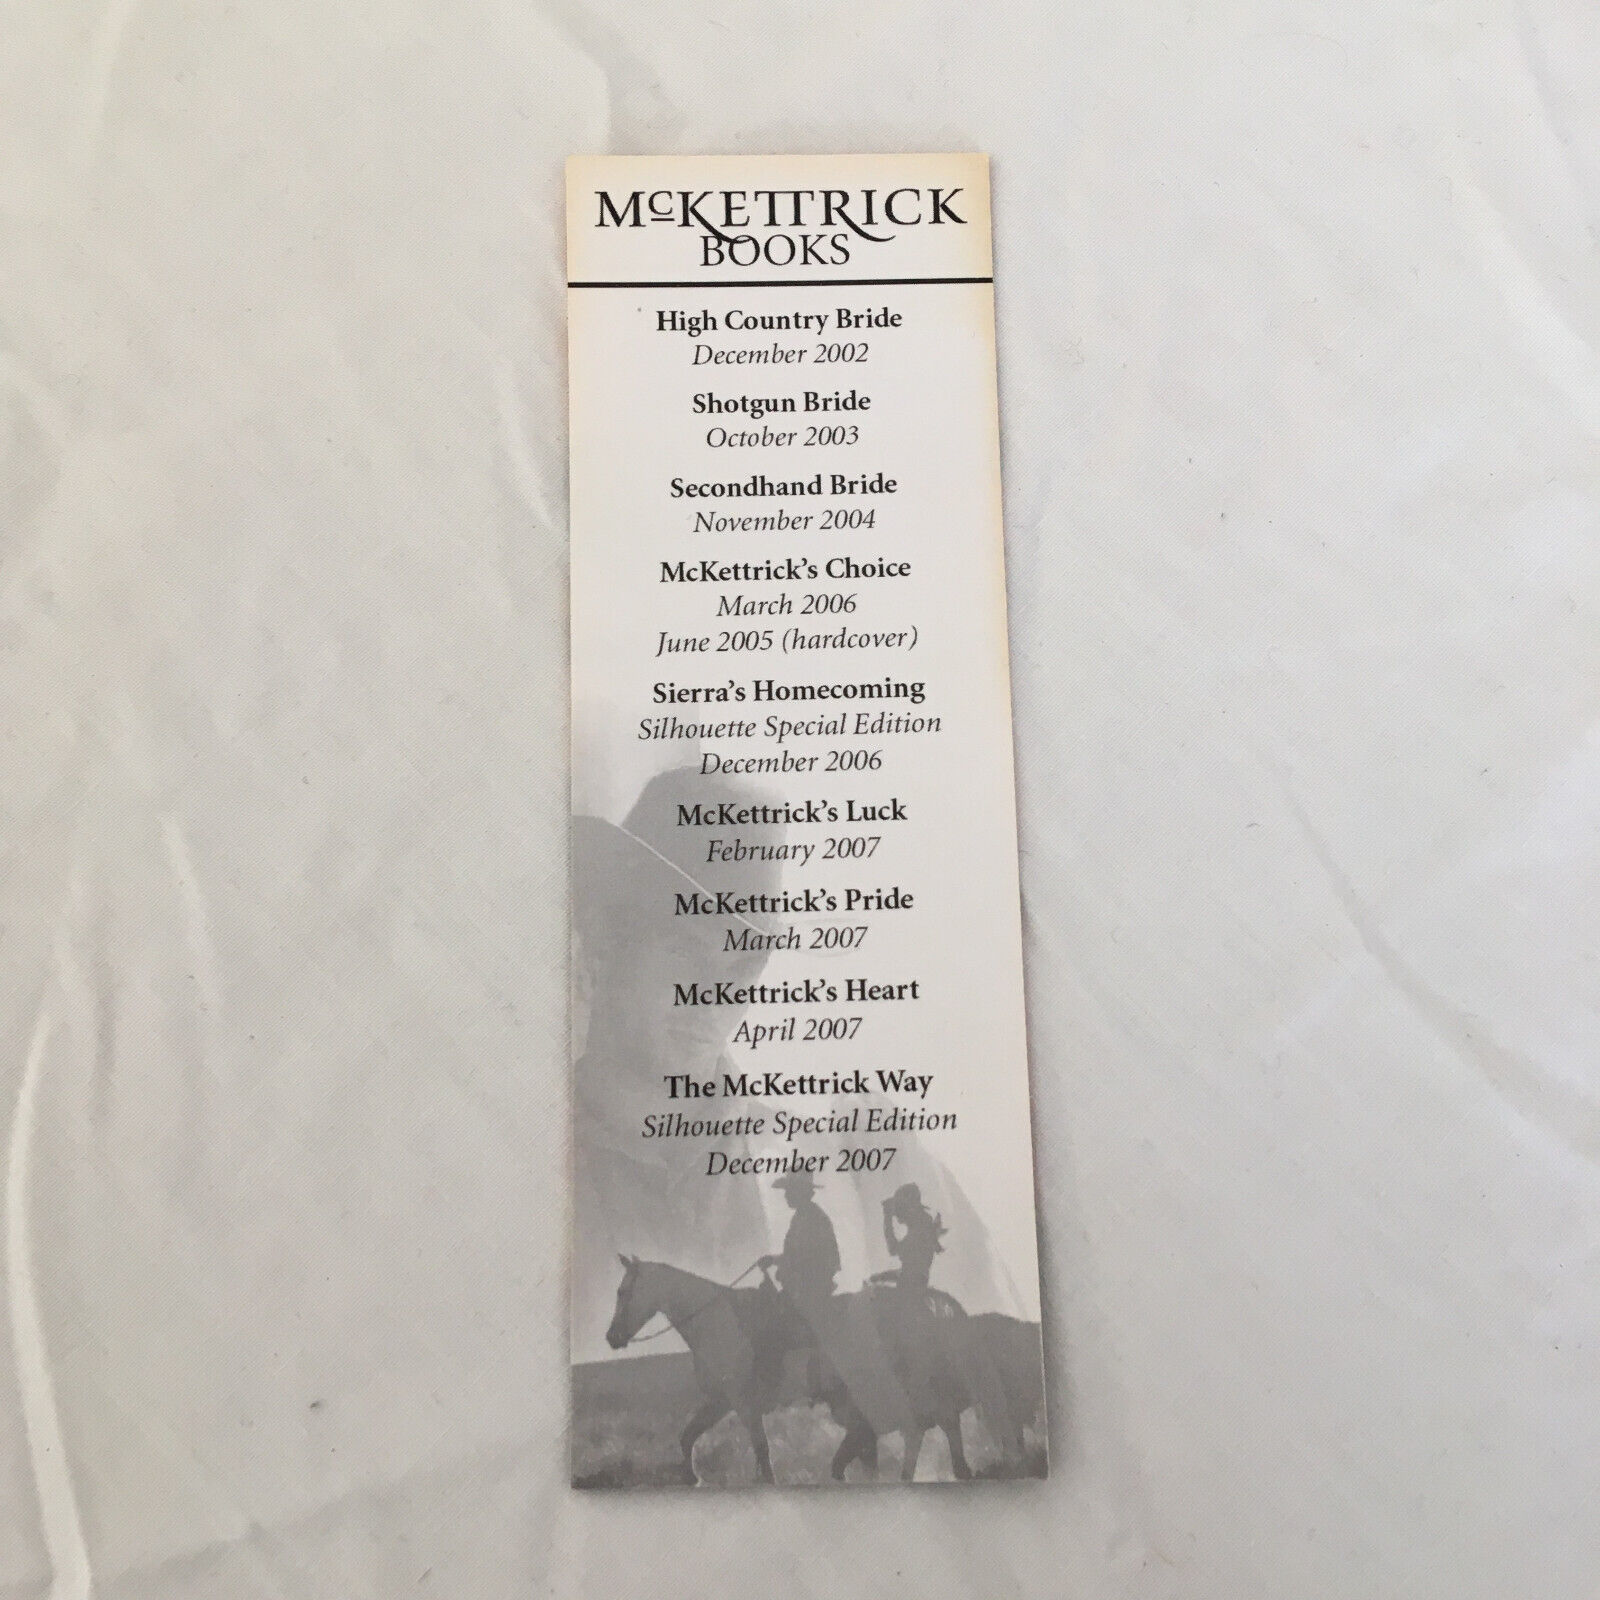 McKETTRICK
BOOKS
High Country Bride
December 2002
Shotgun Bride
October 2003
Secondhand Bride
November 2004
McKettrick's Choice
March 2006
June 2005 (hardcover)
Sierra's Homecoming
Silhouette Special Edition
December 2006
McKettrick's Luck
February 2007
McKettrick's Pride
March 2007
McKettrick's Heart
April 2007
The McKettrick Way
Silhouette Special Edition
December 2007